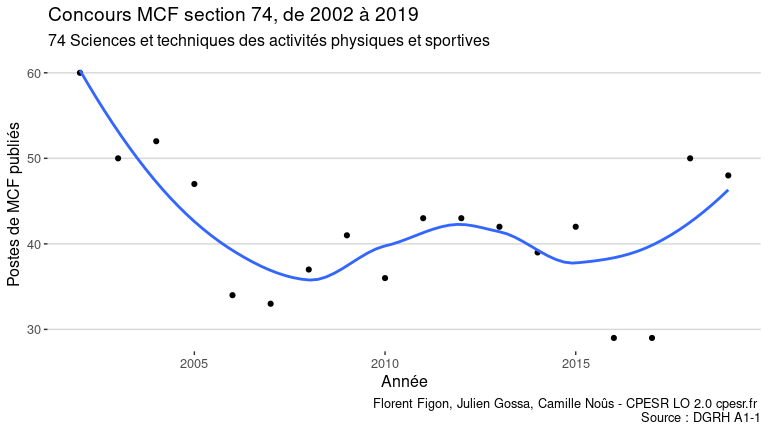 Concours MCF section 74, de 2002 à 2019
74 Sciences et techniques des activités physiques et sportives
Postes de MCF publiés
60
50
40
30
2005
2010
2015
Année
Florent Figon, Julien Gossa, Camille Noûs - CPESR LO 2.0 cpesr.fr
Source : DGRH A1-1